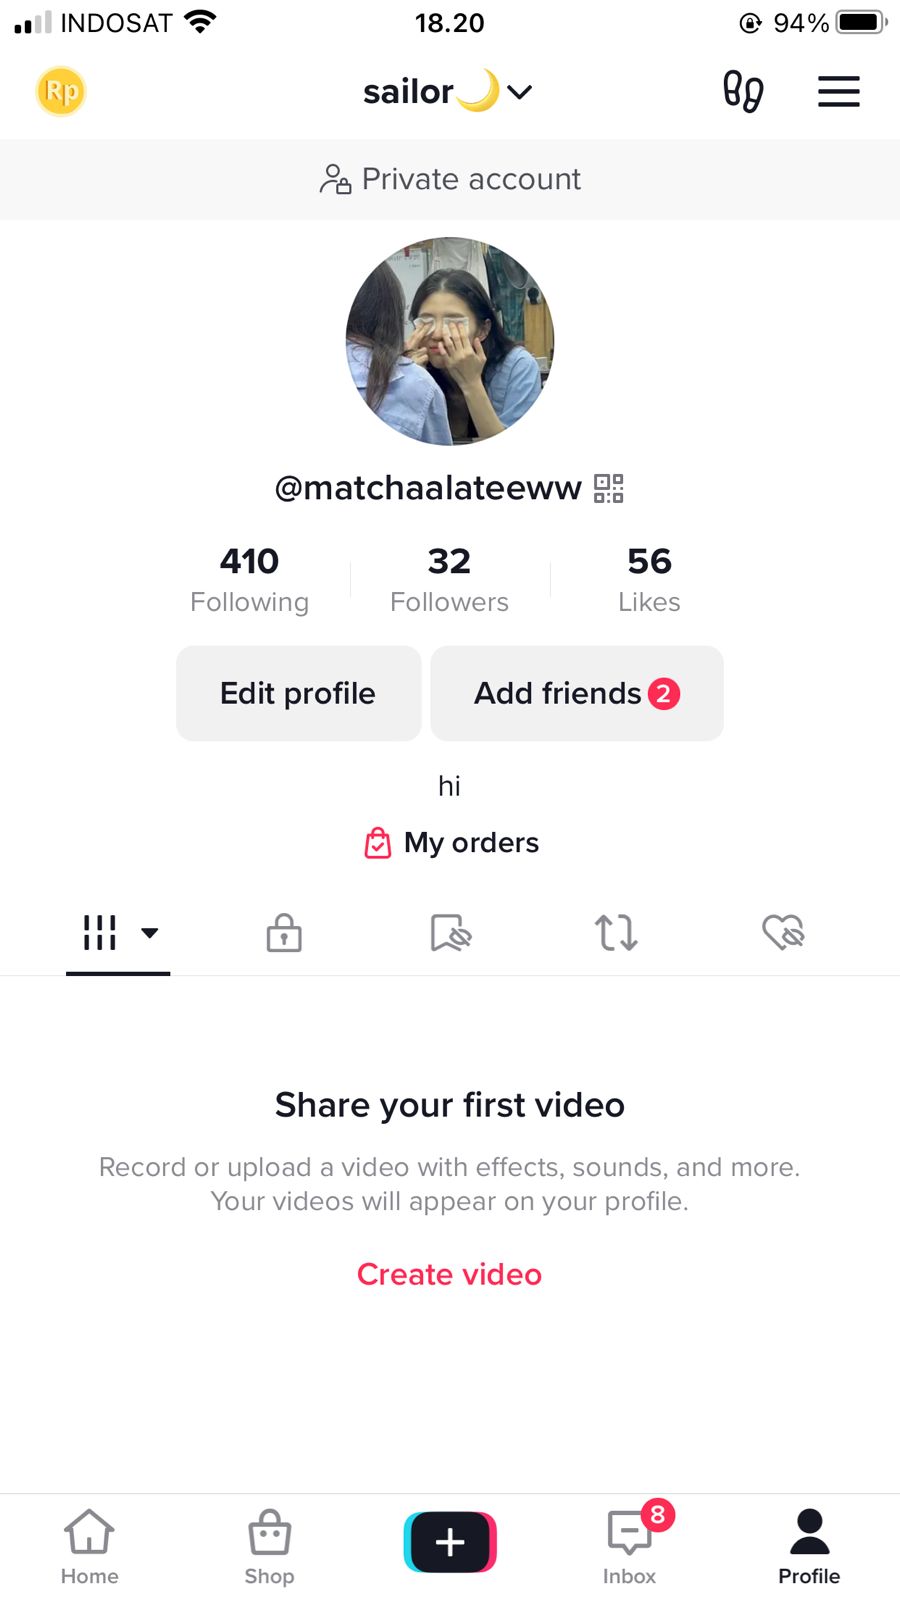 INDOSAT 18.20 94%
Rp sailor🌙
Private account
@matchaalateeww
410 32 56
Following Followers Likes
Edit profile Add friends 2
hi
My orders
Share your first video
Record or upload a video with effects, sounds, and more.
Your videos will appear on your profile.
Create video
8
Home Shop Inbox Profile